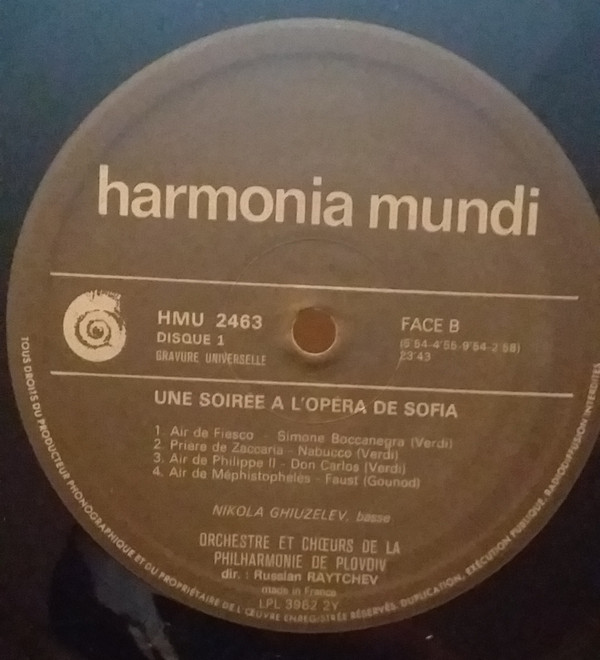 harmonia mundi
HMU 2463
DISQUE 1
GRAVURE UNIVERSELLE
FACE B
(5'54-4'55-9'54-2'58)
23'43
UNE SOIREE A L'OPÉRA DE SOFIA
1. Air de Fiesco - Simone Boccanegra (Verdi)
2. Prière de Zaccaria - Nabucco (Verdi)
3. Air de Philippe II - Don Carlos (Verdi)
4. Air de Méphistophelès - Faust (Gounod)
NIKOLA GHIUZELEV, basse
ORCHESTRE ET CHŒURS DE LA
PHILHARMONIE DE PLOVDIV
dir. : Russlan RAYTCHEV
made in France
LPL 3962 2Y
TOUS DROITS DU PRODUCTEUR PHONOGRAPHIQUE ET DU PROPRIÉTAIRE DE L'ŒUVRE ENREGISTRÉE RÉSERVÉS. DUPLICATION, EXÉCUTION PUBLIQUE, RADIODIFFUSION INTERDITES